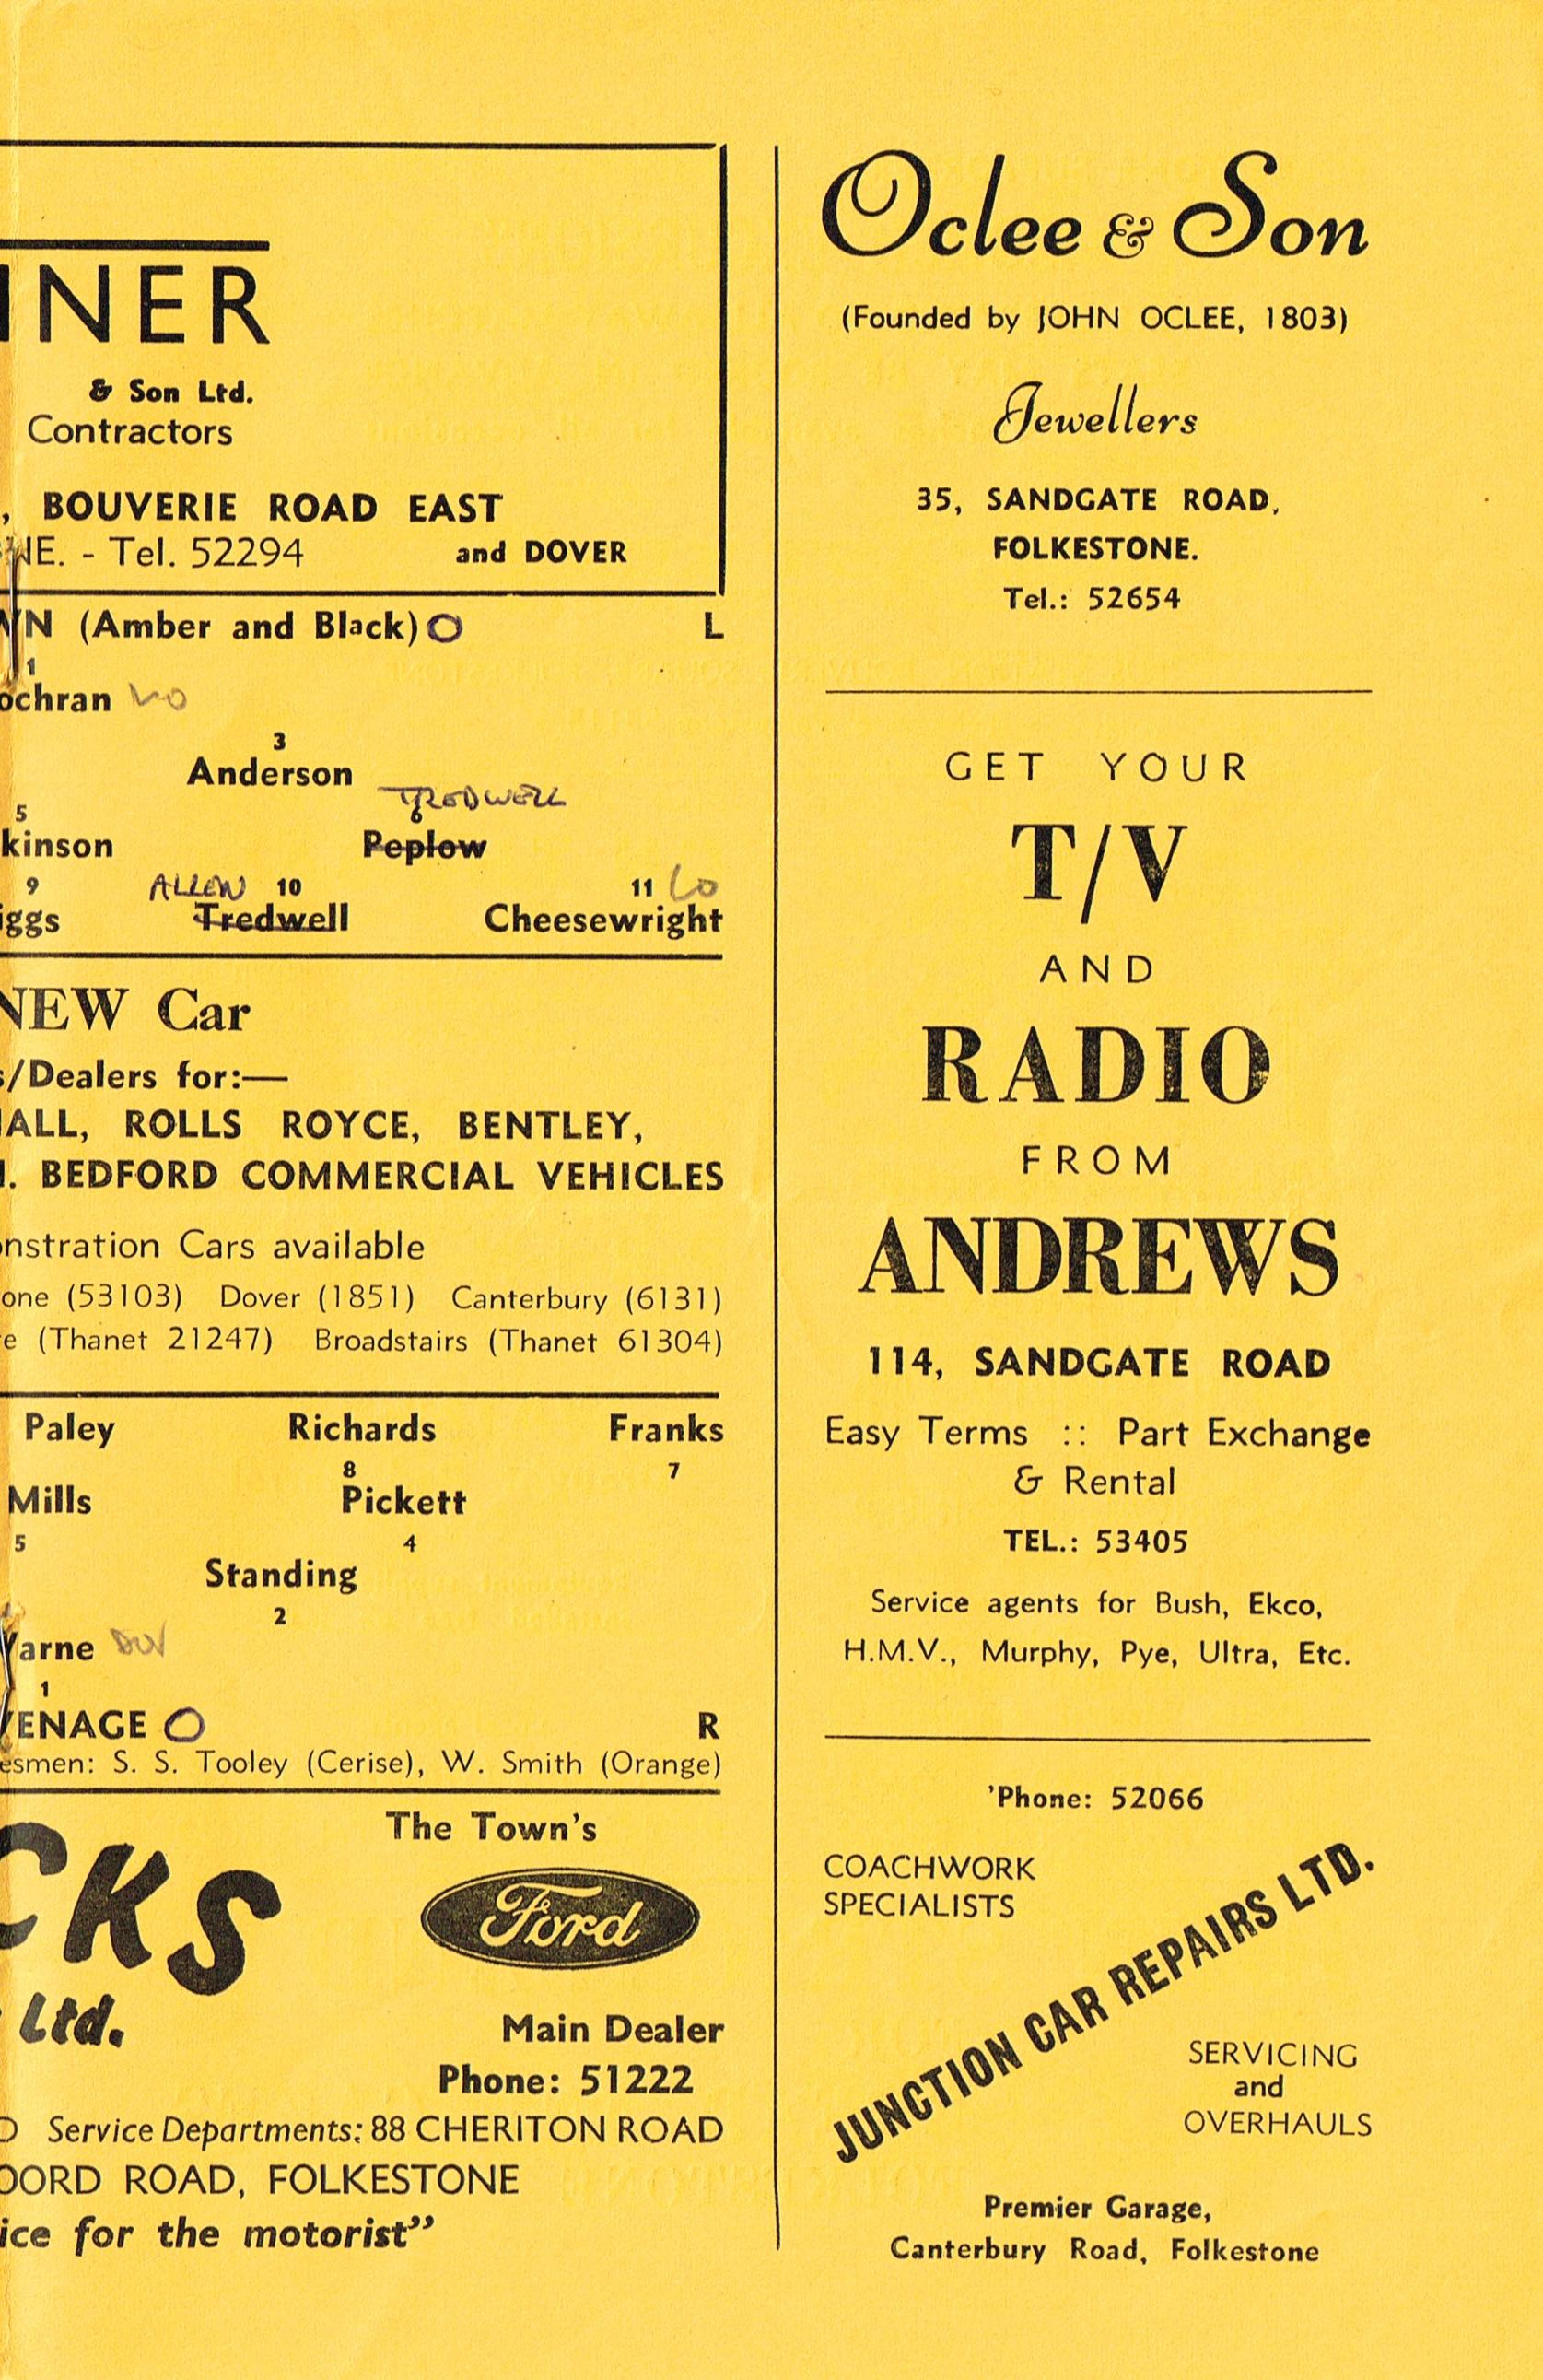 NER
& Son Ltd.
Contractors
, BOUVERIE ROAD EAST
NE. - Tel. 52294 and DOVER
N (Amber and Black) O L
1
ochran
3
Anderson
TREDWELL
5 6
kinson Peplow
9 ALLEN 10 11
iggs Tredwell Cheesewright
NEW Car
s/Dealers for:—
ALL, ROLLS ROYCE, BENTLEY,
. BEDFORD COMMERCIAL VEHICLES
nstration Cars available
one (53103) Dover (1851) Canterbury (6131)
e (Thanet 21247) Broadstairs (Thanet 61304)
Paley Richards Franks
8 7
Mills Pickett
5 4
Standing
2
arne
1
ENAGE O R
esmen: S. S. Tooley (Cerise), W. Smith (Orange)
CKS
Ltd.
The Town's
Ford
Main Dealer
Phone: 51222
Service Departments: 88 CHERITON ROAD
OORD ROAD, FOLKESTONE
ice for the motorist”
Oclee & Son
(Founded by JOHN OCLEE, 1803)
Jewellers
35, SANDGATE ROAD,
FOLKESTONE.
Tel.: 52654
GET YOUR
T/V
AND
RADIO
FROM
ANDREWS
114, SANDGATE ROAD
Easy Terms :: Part Exchange
& Rental
TEL.: 53405
Service agents for Bush, Ekco,
H.M.V., Murphy, Pye, Ultra, Etc.
'Phone: 52066
COACHWORK
SPECIALISTS
JUNCTION CAR REPAIRS LTD.
SERVICING
and
OVERHAULS
Premier Garage,
Canterbury Road, Folkestone